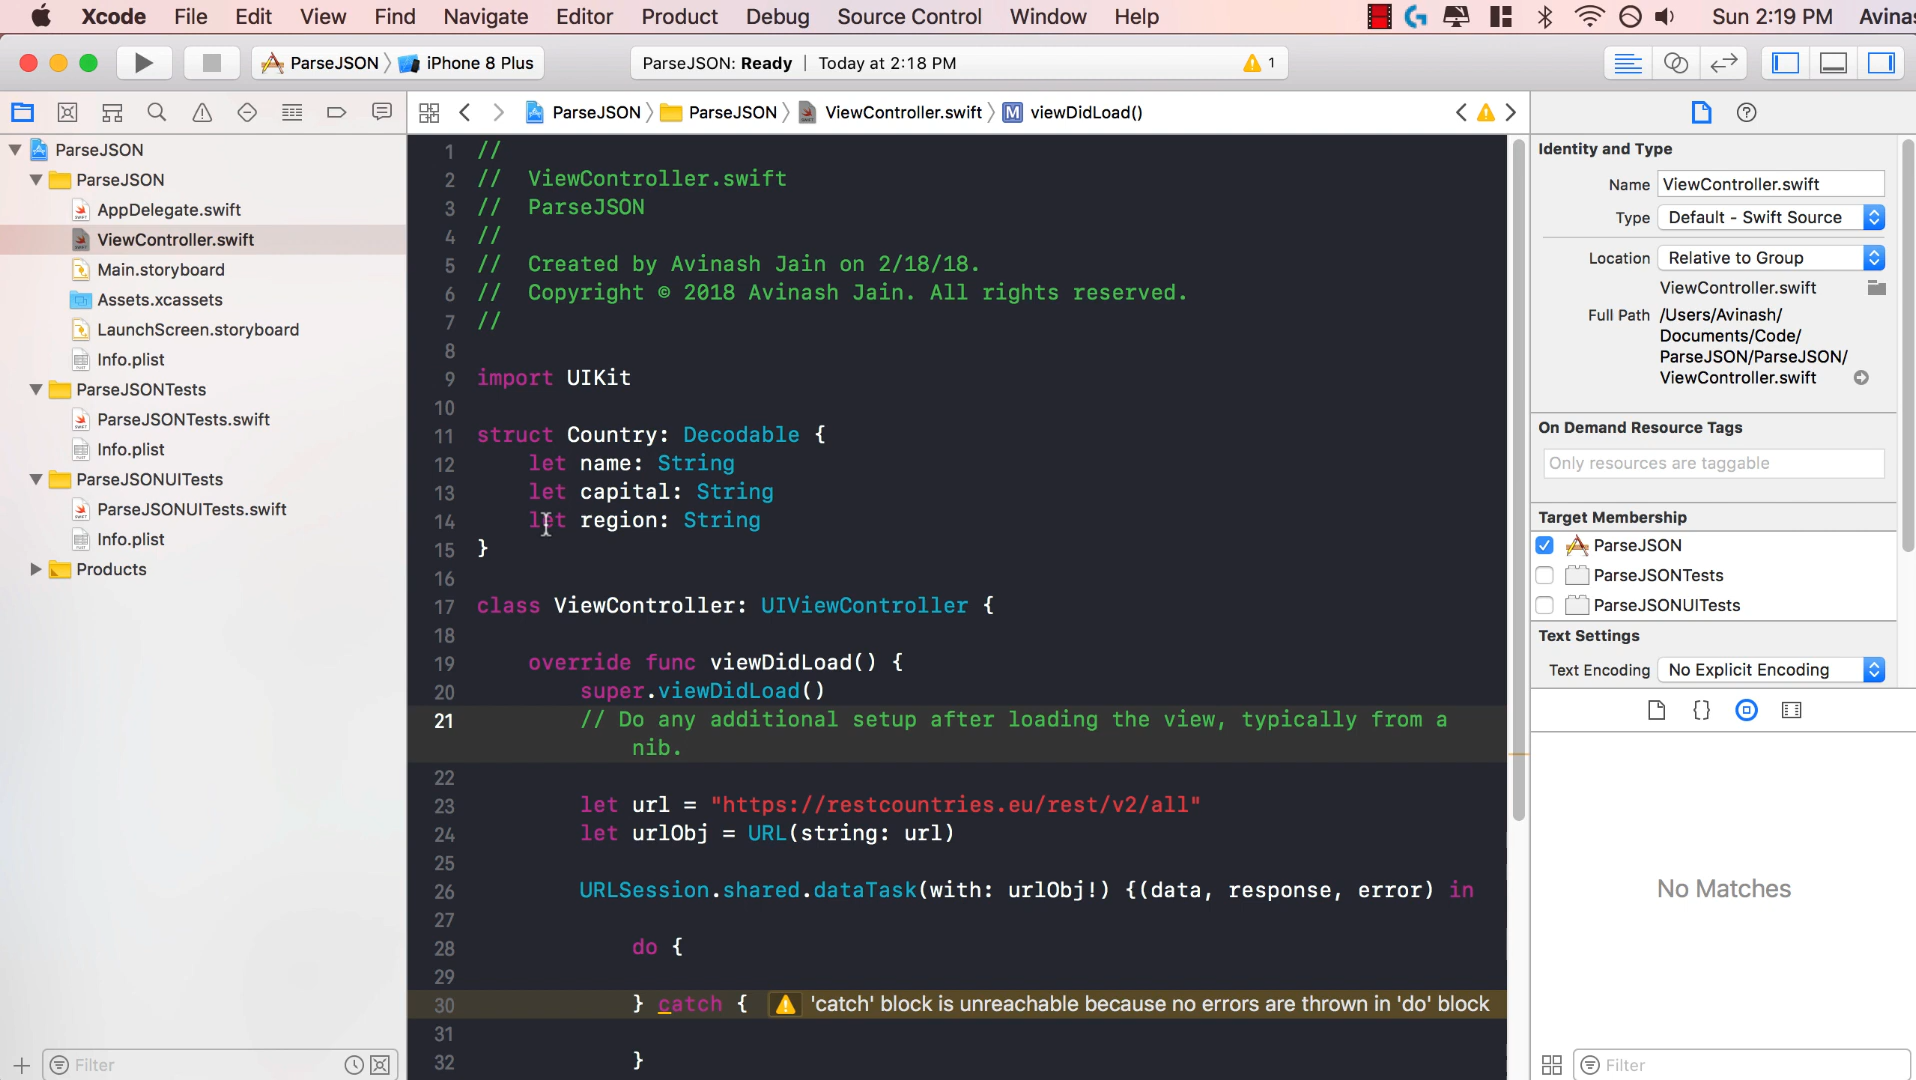 Xcode File Edit View Find Navigate Editor Product Debug Source Control Window Help Sun 2:19 PM Avinas
ParseJSON iPhone 8 Plus ParseJSON: Ready | Today at 2:18 PM 1
ParseJSON ParseJSON ViewController.swift M viewDidLoad()
ParseJSON
ParseJSON
AppDelegate.swift
ViewController.swift
Main.storyboard
Assets.xcassets
LaunchScreen.storyboard
Info.plist
ParseJSONTests
ParseJSONTests.swift
Info.plist
ParseJSONUITests
ParseJSONUITests.swift
Info.plist
Products
Filter
1 //
2 // ViewController.swift
3 // ParseJSON
4 //
5 // Created by Avinash Jain on 2/18/18.
6 // Copyright © 2018 Avinash Jain. All rights reserved.
7 //
8
9 import UIKit
10
11 struct Country: Decodable {
12 let name: String
13 let capital: String
14 let region: String
15 }
16
17 class ViewController: UIViewController {
18
19 override func viewDidLoad() {
20 super.viewDidLoad()
21 // Do any additional setup after loading the view, typically from a
nib.
22
23 let url = "https://restcountries.eu/rest/v2/all"
24 let urlObj = URL(string: url)
25
26 URLSession.shared.dataTask(with: urlObj!) {(data, response, error) in
27
28 do {
29
30 } catch { 'catch' block is unreachable because no errors are thrown in 'do' block
31
32 }
Identity and Type
Name ViewController.swift
Type Default - Swift Source
Location Relative to Group
ViewController.swift
Full Path /Users/Avinash/
Documents/Code/
ParseJSON/ParseJSON/
ViewController.swift
On Demand Resource Tags
Only resources are taggable
Target Membership
ParseJSON
ParseJSONTests
ParseJSONUITests
Text Settings
Text Encoding No Explicit Encoding
{}
No Matches
Filter